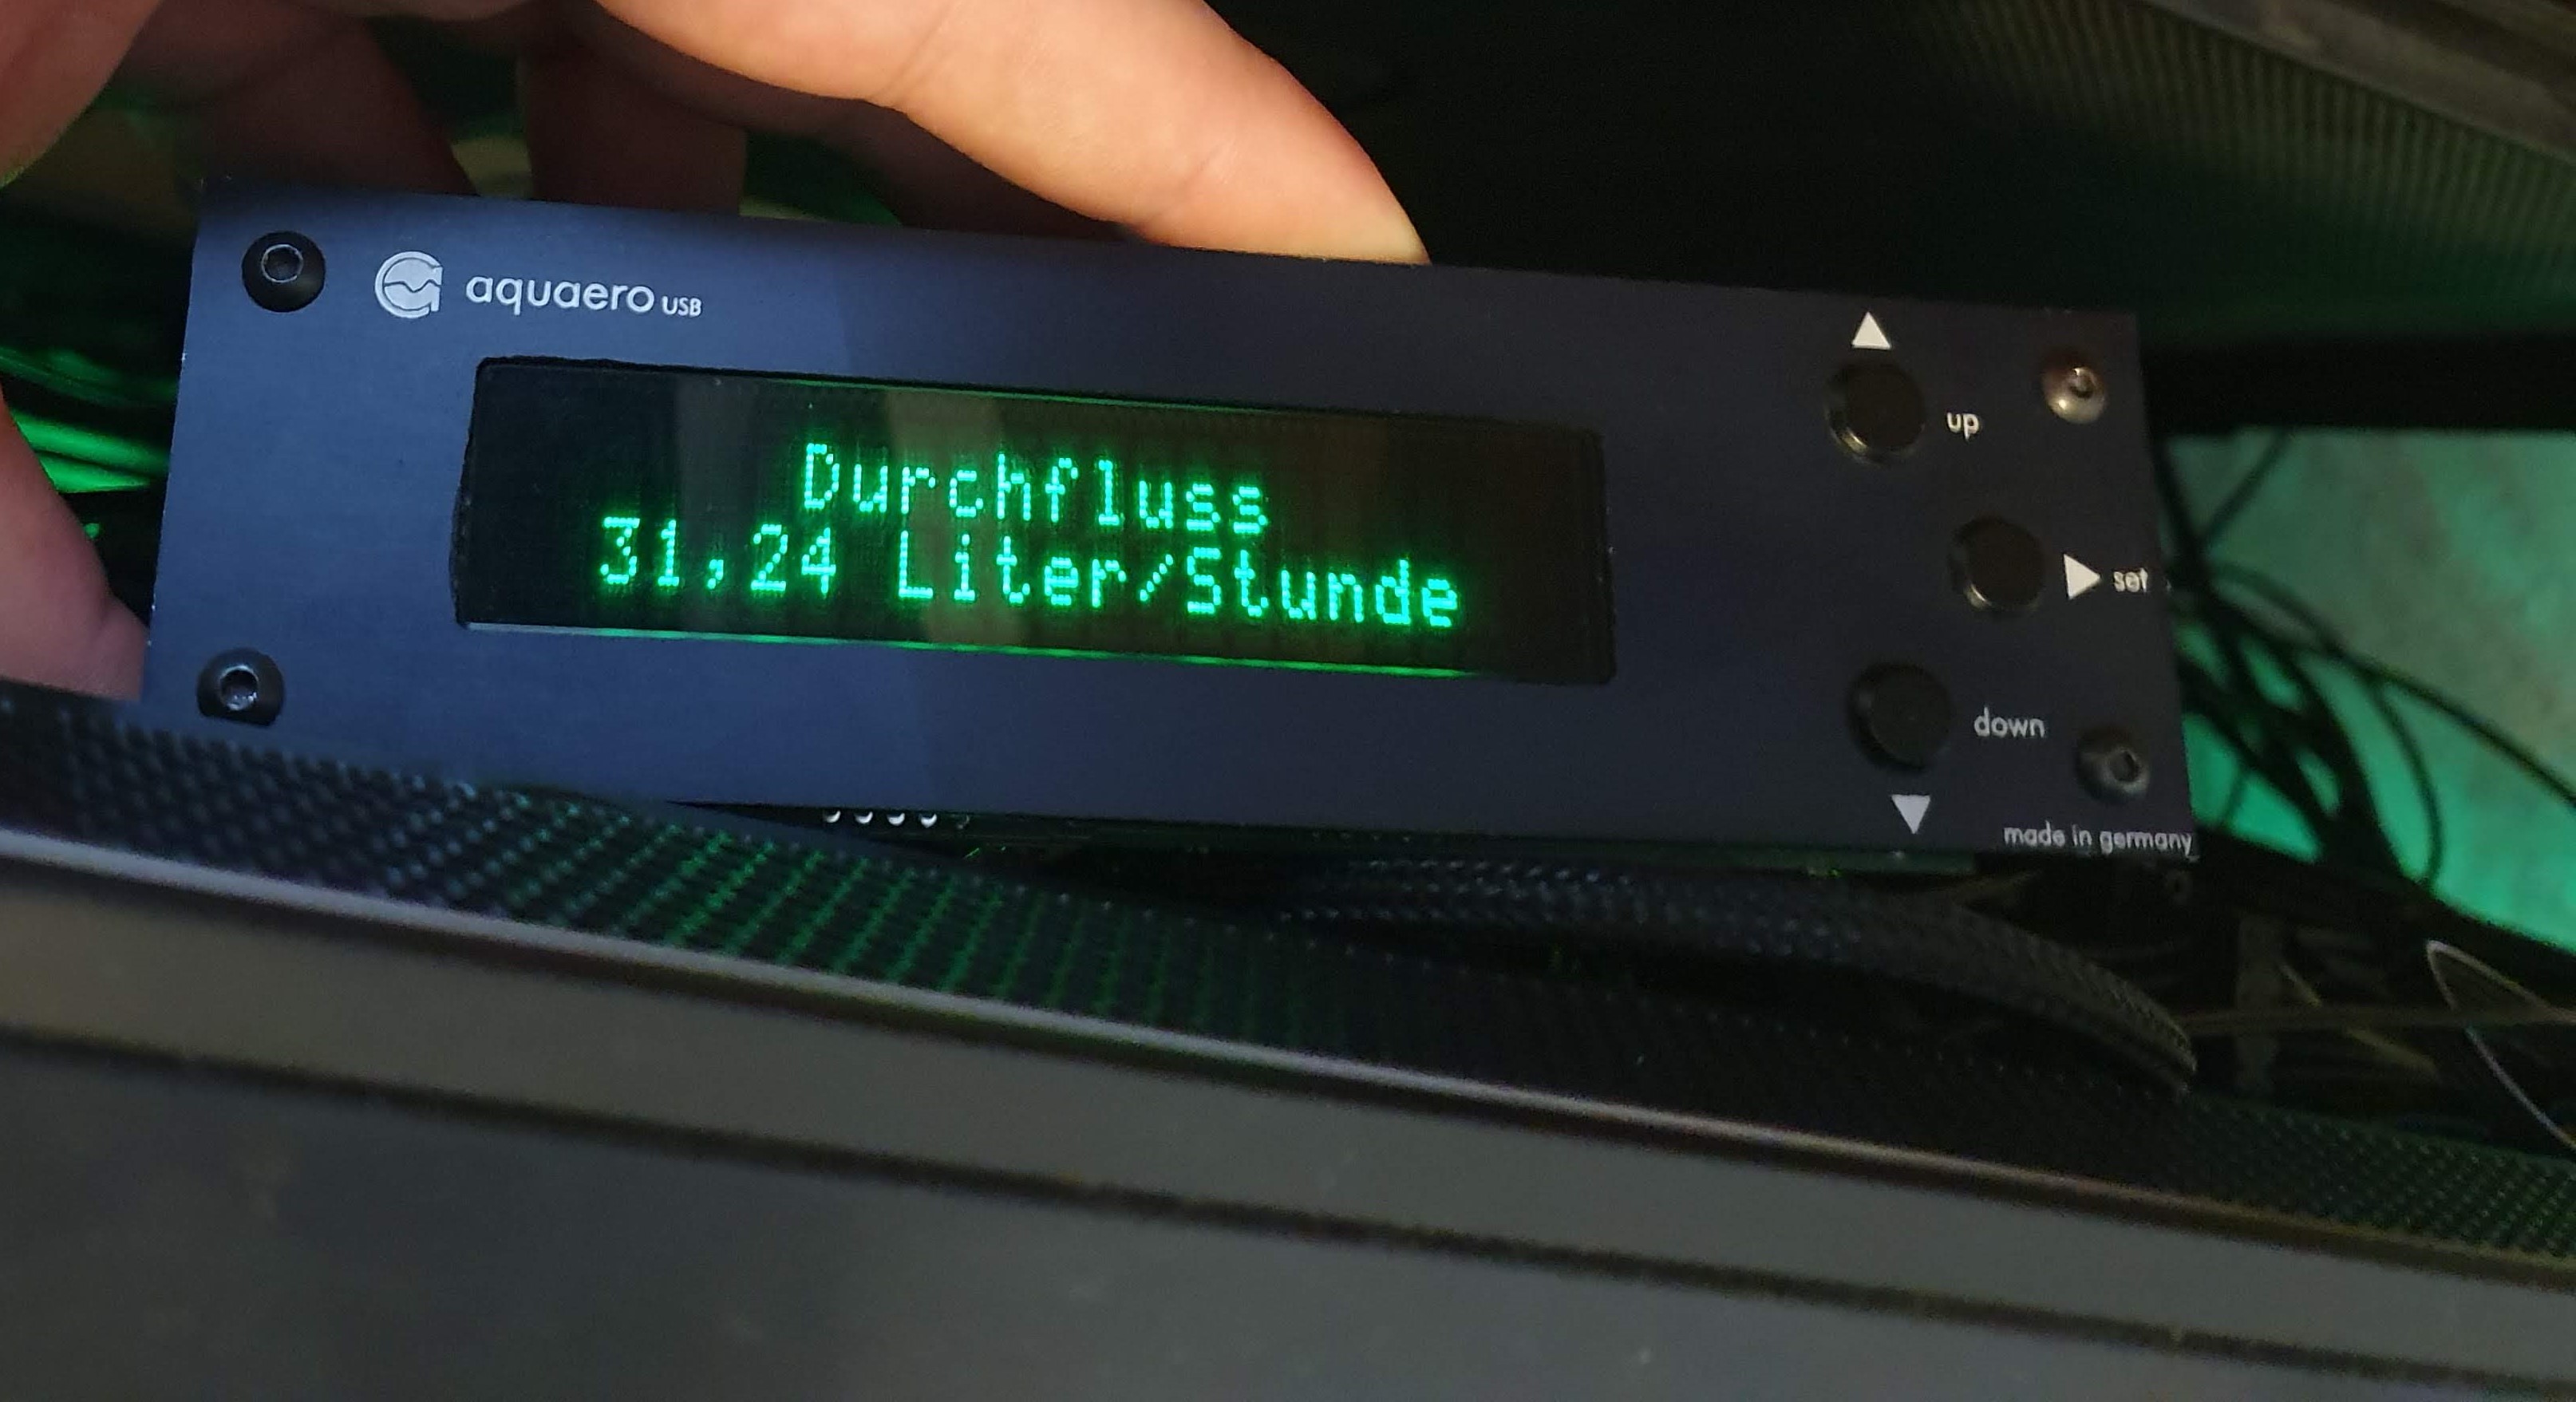 aquaero USB
Durchfluss
31,24 Liter/Stunde
up
set
down
made in germany